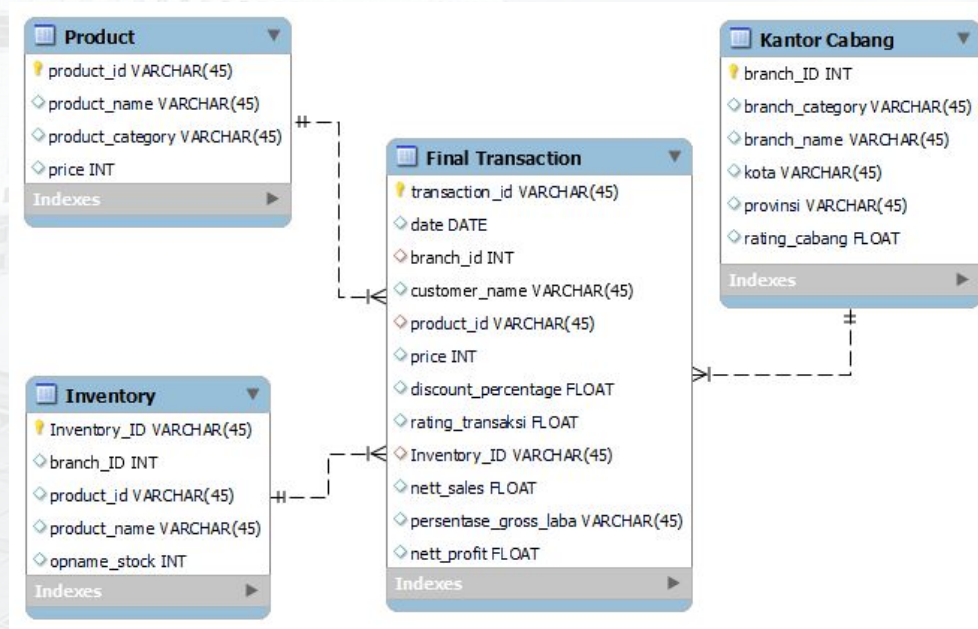 Product
product_id VARCHAR(45)
product_name VARCHAR(45)
product_category VARCHAR(45)
price INT
Indexes
Inventory
Inventory_ID VARCHAR(45)
branch_ID INT
product_id VARCHAR(45)
product_name VARCHAR(45)
opname_stock INT
Indexes
Final Transaction
transaction_id VARCHAR(45)
date DATE
branch_id INT
customer_name VARCHAR(45)
product_id VARCHAR(45)
price INT
discount_percentage FLOAT
rating_transaksi FLOAT
Inventory_ID VARCHAR(45)
nett_sales FLOAT
persentase_gross_laba VARCHAR(45)
nett_profit FLOAT
Indexes
Kantor Cabang
branch_ID INT
branch_category VARCHAR(45)
branch_name VARCHAR(45)
kota VARCHAR(45)
provinsi VARCHAR(45)
rating_cabang FLOAT
Indexes